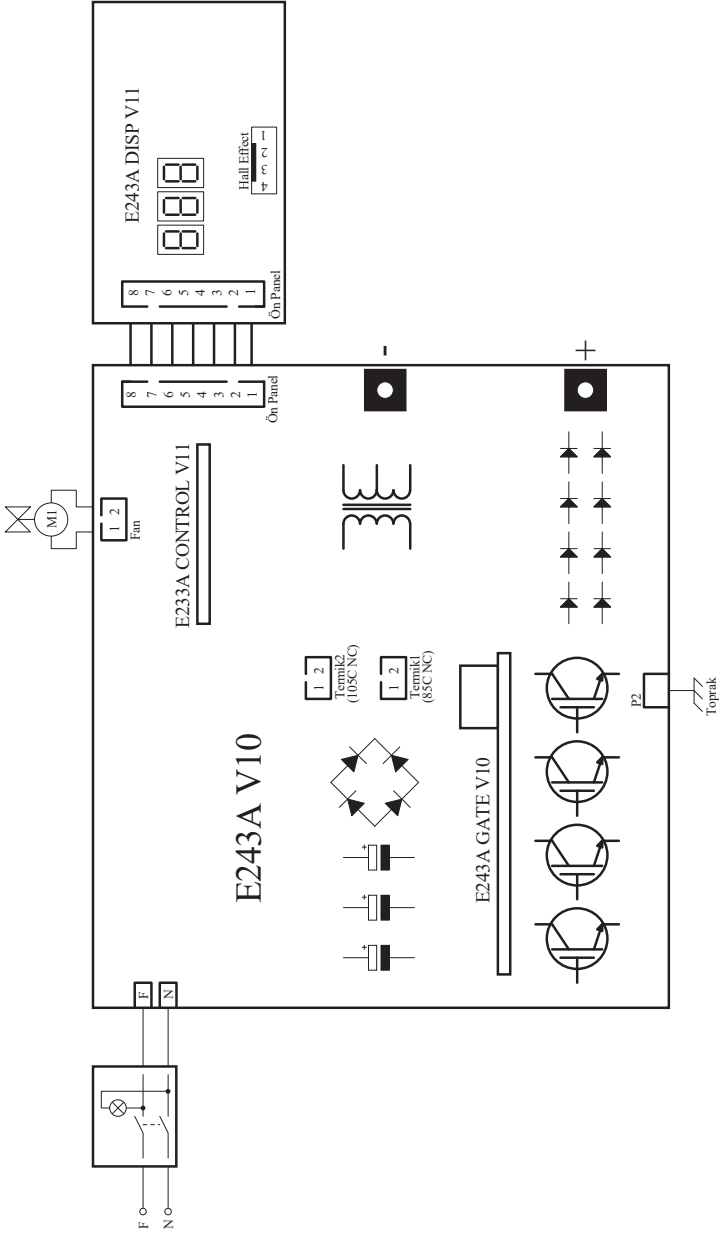 E243A DISP V11
888
Hall Effect
4 3 2 1
8
7
6
5
4
3
2
1
Ön Panel
8
7
6
5
4
3
2
1
Ön Panel
-
+
M1
1 2
Fan
E233A CONTROL V11
1 2
Termik2
(105C NC)
1 2
Termik1
(85C NC)
E243A V10
+
+
+
E243A GATE V10
P2
Toprak
F
N
F
N